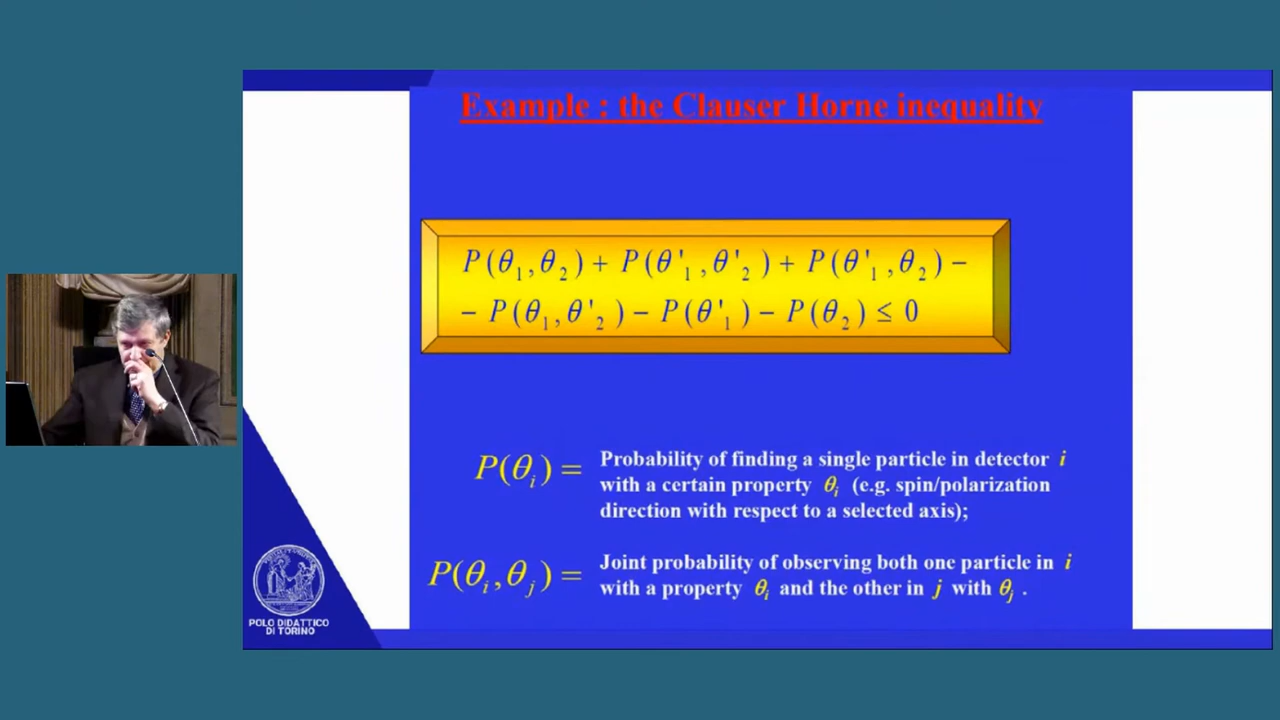 Example : the Clauser Horne inequality
P(θ₁,θ₂) + P(θ'₁,θ'₂) + P(θ'₁,θ₂) −
− P(θ₁,θ'₂) − P(θ'₁) − P(θ₂) ≤ 0
P(θᵢ) = Probability of finding a single particle in detector i
with a certain property θᵢ (e.g. spin/polarization
direction with respect to a selected axis);
P(θᵢ,θⱼ) = Joint probability of observing both one particle in i
with a property θᵢ and the other in j with θⱼ .
POLO DIDATTICO
DI TORINO